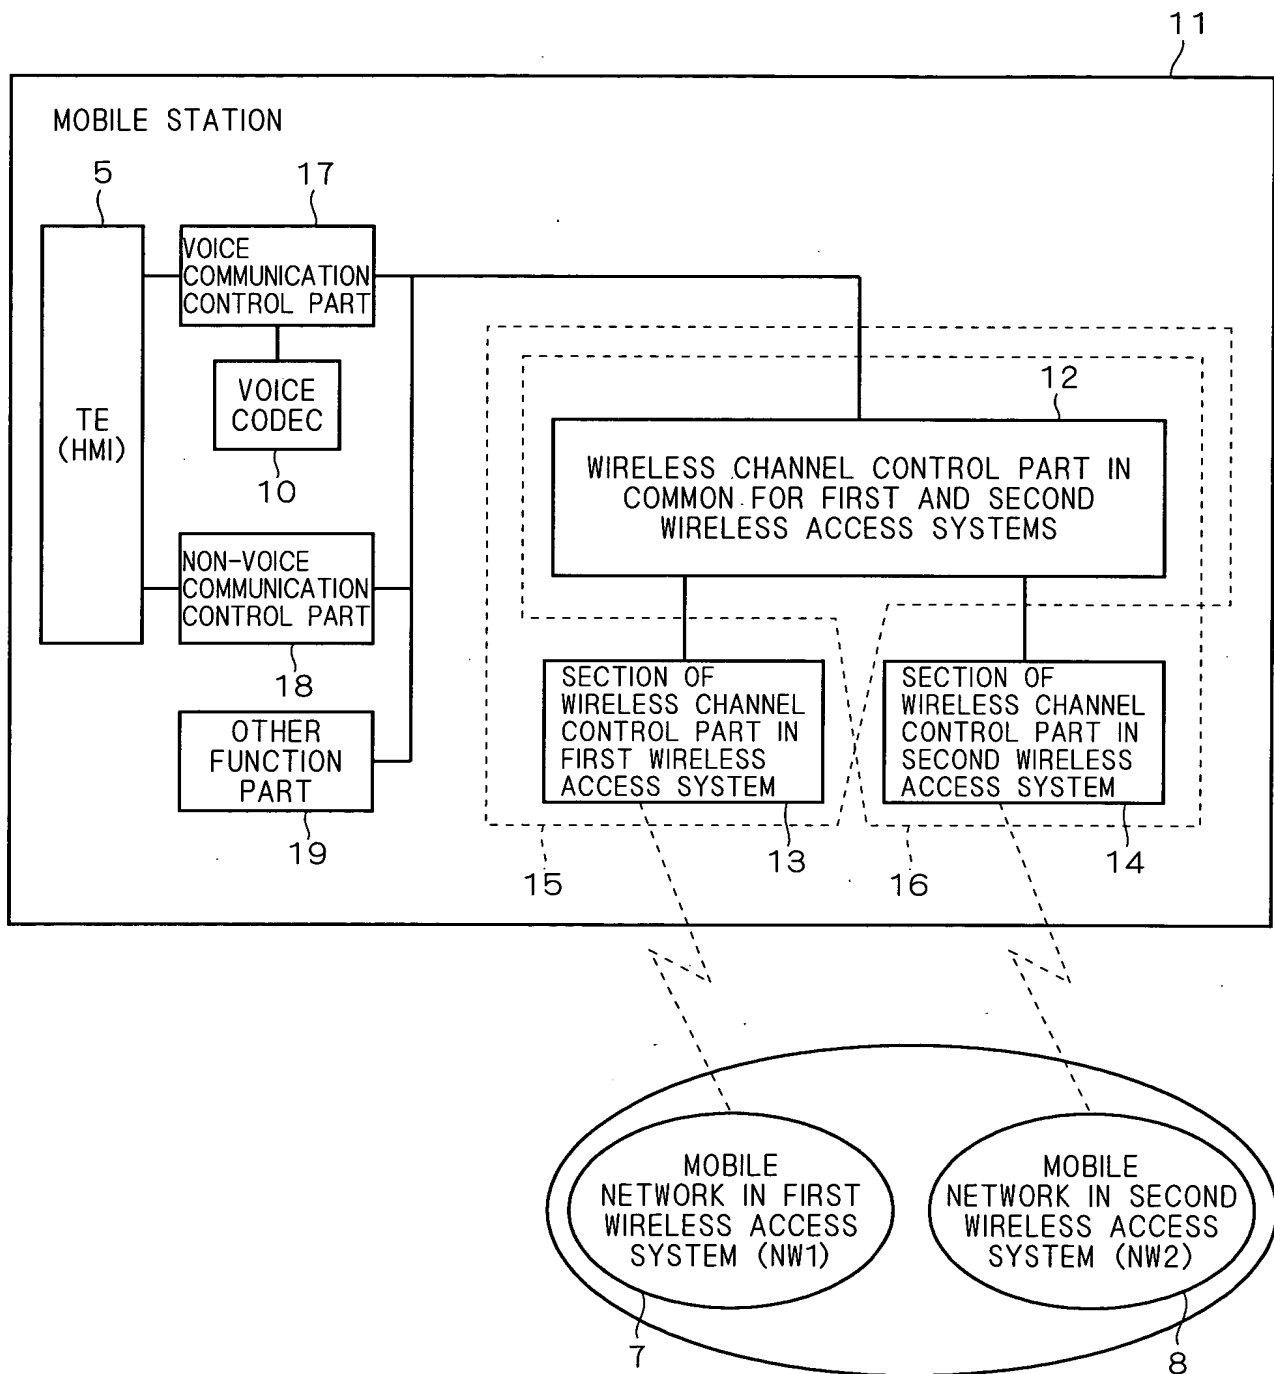 11
MOBILE STATION
5
17
VOICE
COMMUNICATION
CONTROL PART
TE
(HMI)
VOICE
CODEC
10
12
WIRELESS CHANNEL CONTROL PART IN
COMMON FOR FIRST AND SECOND
WIRELESS ACCESS SYSTEMS
NON-VOICE
COMMUNICATION
CONTROL PART
18
OTHER
FUNCTION
PART
19
SECTION OF
WIRELESS CHANNEL
CONTROL PART IN
FIRST WIRELESS
ACCESS SYSTEM
13
15
SECTION OF
WIRELESS CHANNEL
CONTROL PART IN
SECOND WIRELESS
ACCESS SYSTEM
14
16
MOBILE
NETWORK IN FIRST
WIRELESS ACCESS
SYSTEM (NW1)
7
MOBILE
NETWORK IN SECOND
WIRELESS ACCESS
SYSTEM (NW2)
8